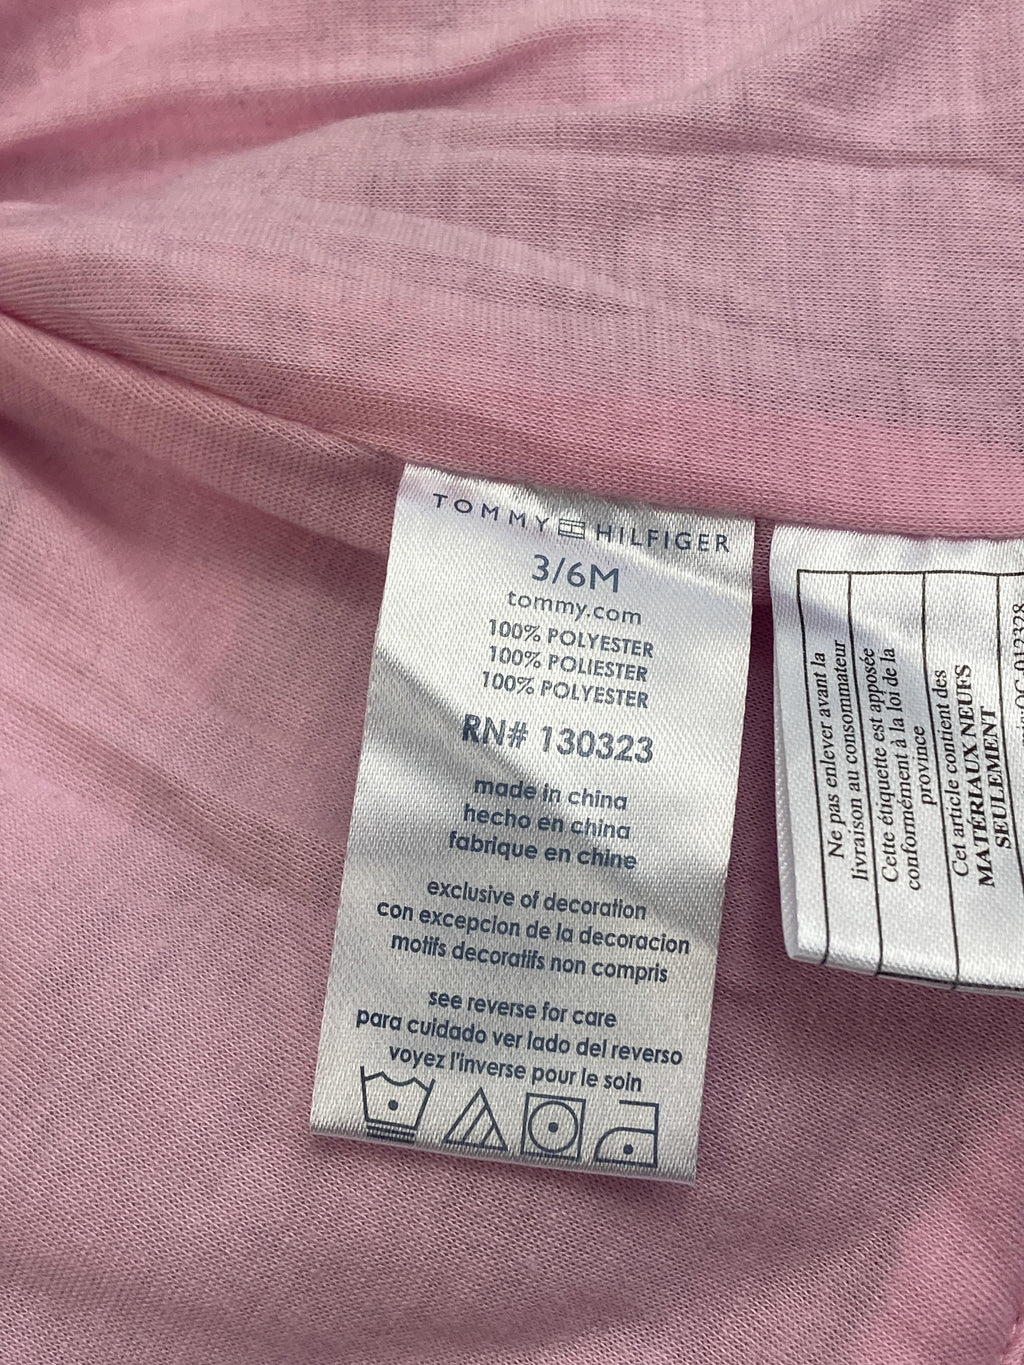 TOMMY HILFIGER
3/6M
tommy.com
100% POLYESTER
100% POLIESTER
100% POLYESTER
RN# 130323
made in china
hecho en china
fabrique en chine
exclusive of decoration
con excepcion de la decoracion
motifs decoratifs non compris
see reverse for care
para cuidado ver lado del reverso
voyez l'inverse pour le soin
Ne pas enlever avant la
livraison au consommateur
Cette étiquette est apposée
conformément à la loi de la
province
Cet article contient des
MATÉRIAUX NEUFS
SEULEMENT